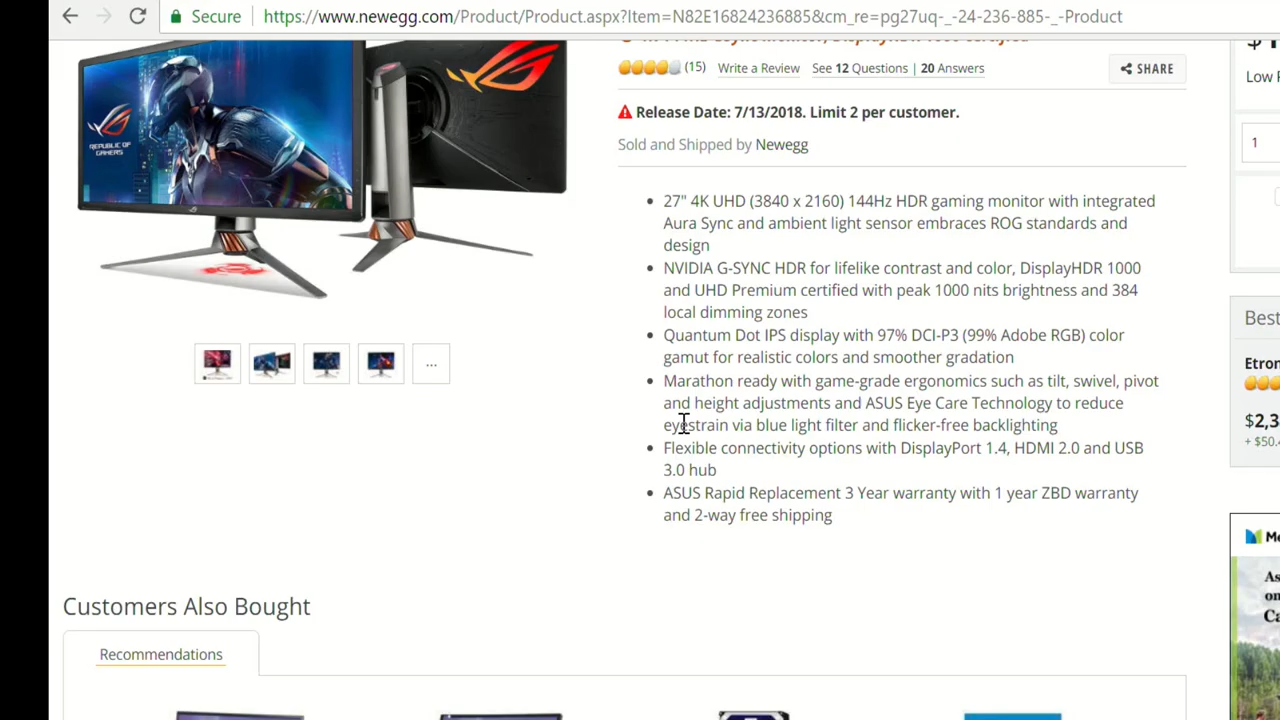 Secure
https://www.newegg.com/Product/Product.aspx?Item=N82E16824236885&cm_re=pg27uq-_-24-236-885-_-Product
(15) Write a Review See 12 Questions | 20 Answers
SHARE
Low
Release Date: 7/13/2018. Limit 2 per customer.
1
Sold and Shipped by Newegg
REPUBLIC OF
GAMERS
• 27" 4K UHD (3840 x 2160) 144Hz HDR gaming monitor with integrated
Aura Sync and ambient light sensor embraces ROG standards and
design
• NVIDIA G-SYNC HDR for lifelike contrast and color, DisplayHDR 1000
and UHD Premium certified with peak 1000 nits brightness and 384
local dimming zones
• Quantum Dot IPS display with 97% DCI-P3 (99% Adobe RGB) color
gamut for realistic colors and smoother gradation
• Marathon ready with game-grade ergonomics such as tilt, swivel, pivot
and height adjustments and ASUS Eye Care Technology to reduce
eyestrain via blue light filter and flicker-free backlighting
• Flexible connectivity options with DisplayPort 1.4, HDMI 2.0 and USB
3.0 hub
• ASUS Rapid Replacement 3 Year warranty with 1 year ZBD warranty
and 2-way free shipping
...
Best
Etron
$2,3
+ $50.
Customers Also Bought
Recommendations
As
on
Ca